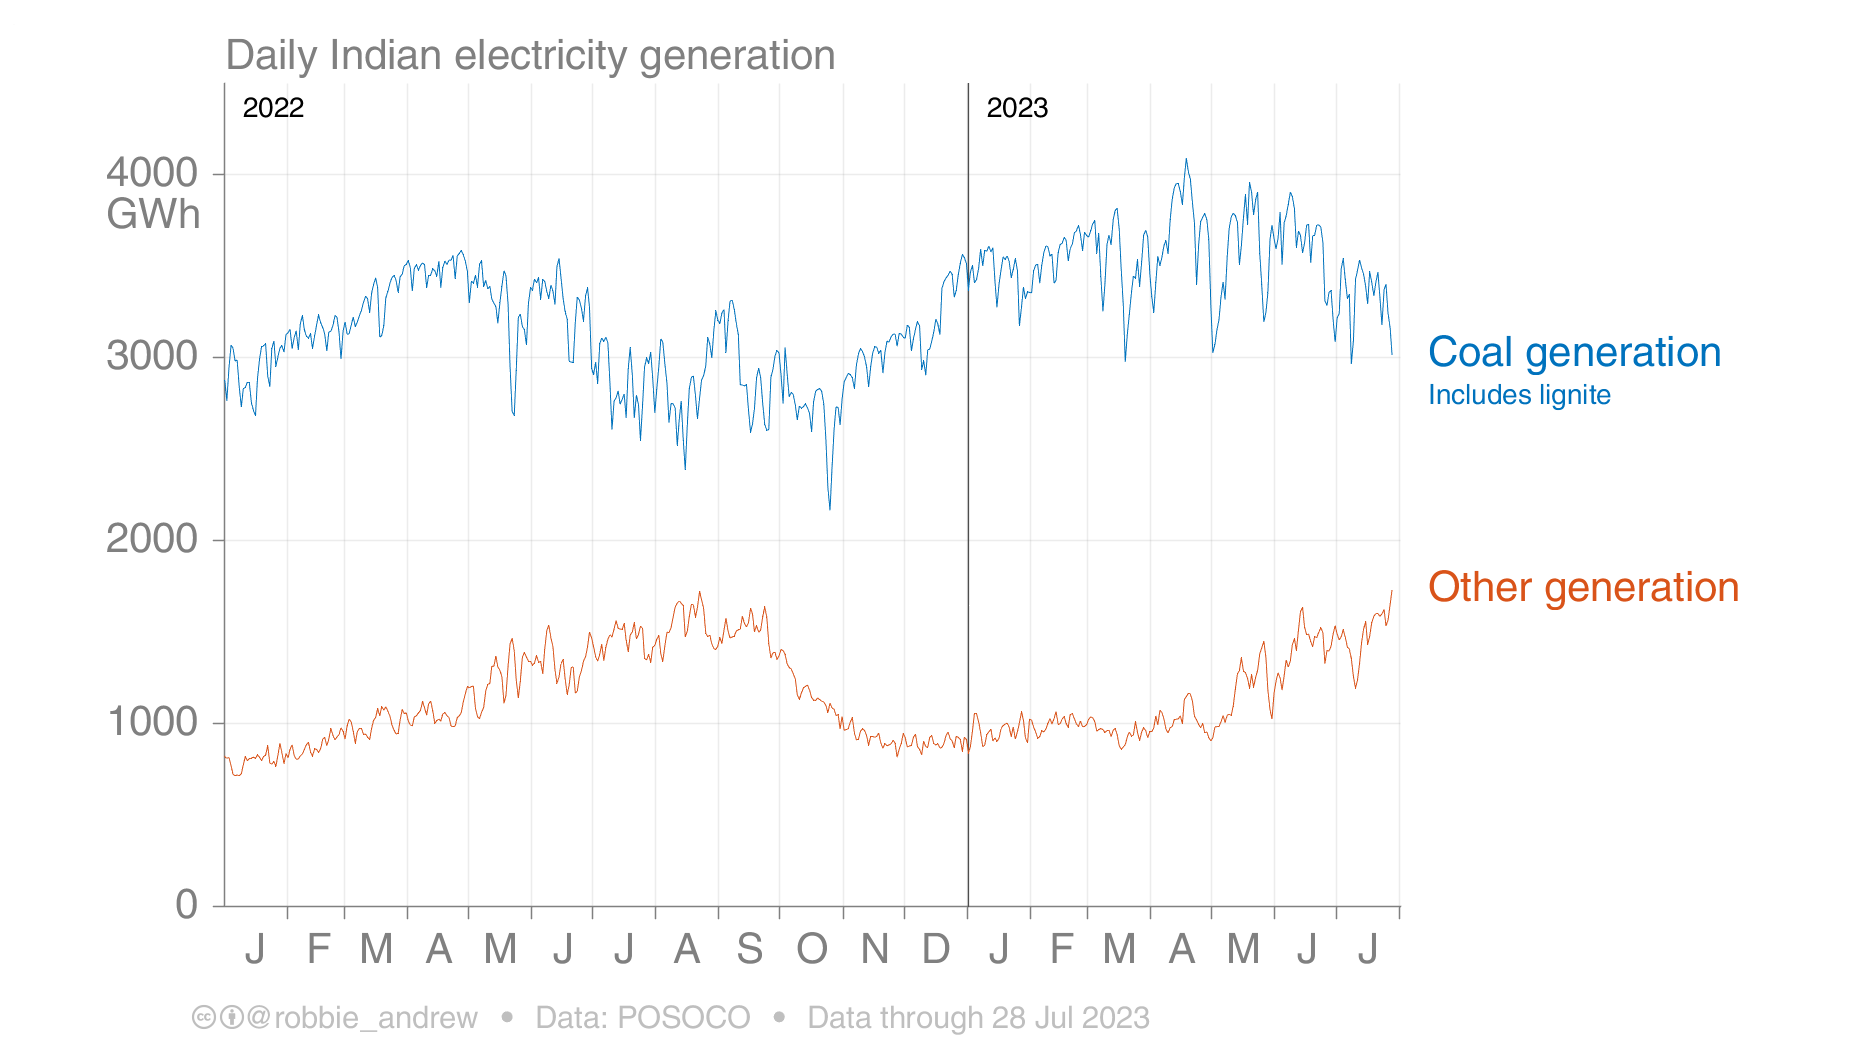 Daily Indian electricity generation
2022
2023
4000
GWh
3000
2000
1000
0
Coal generation
Includes lignite
Other generation
J F M A M J J A S O N D J F M A M J J
cc @robbie_andrew • Data: POSOCO • Data through 28 Jul 2023